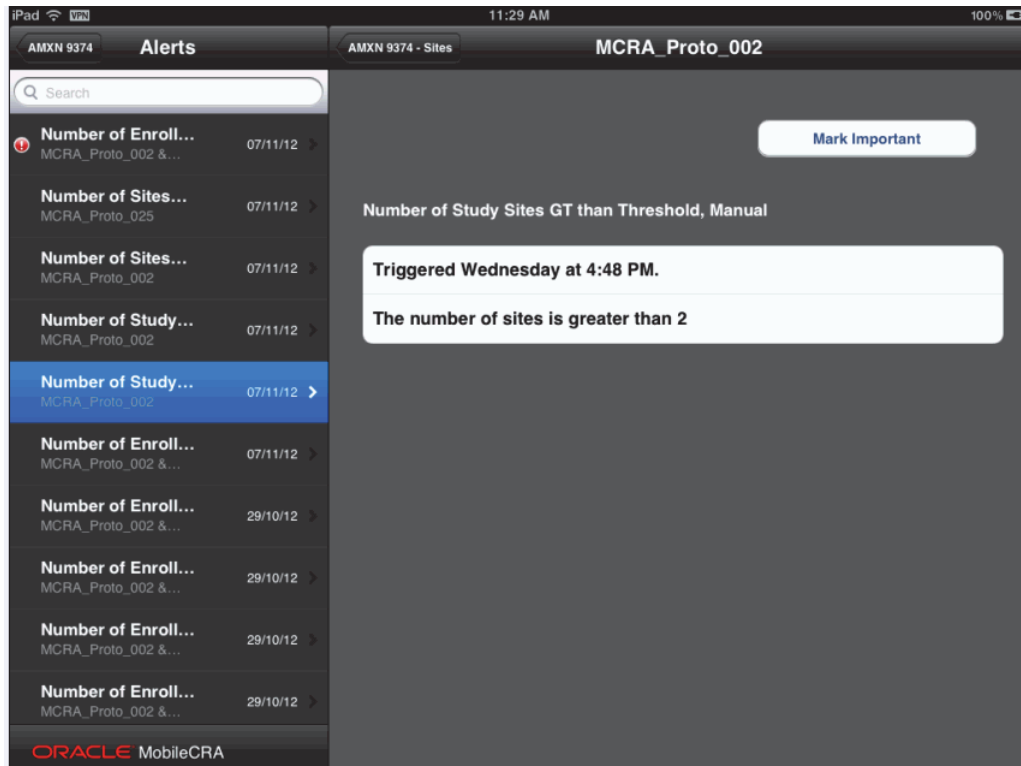 iPad VPN 11:29 AM 100%
AMXN 9374 Alerts AMXN 9374 - Sites MCRA_Proto_002
Search
Number of Enroll...
07/11/12
MCRA_Proto_002 &...
Mark Important
Number of Sites...
07/11/12
MCRA_Proto_025
Number of Study Sites GT than Threshold, Manual
Number of Sites...
07/11/12
MCRA_Proto_002
Triggered Wednesday at 4:48 PM.
The number of sites is greater than 2
Number of Study...
07/11/12
MCRA_Proto_002
Number of Study...
07/11/12
MCRA_Proto_002
Number of Enroll...
07/11/12
MCRA_Proto_002 &...
Number of Enroll...
29/10/12
MCRA_Proto_002 &...
Number of Enroll...
29/10/12
MCRA_Proto_002 &...
Number of Enroll...
29/10/12
MCRA_Proto_002 &...
Number of Enroll...
29/10/12
MCRA_Proto_002 &...
ORACLE MobileCRA